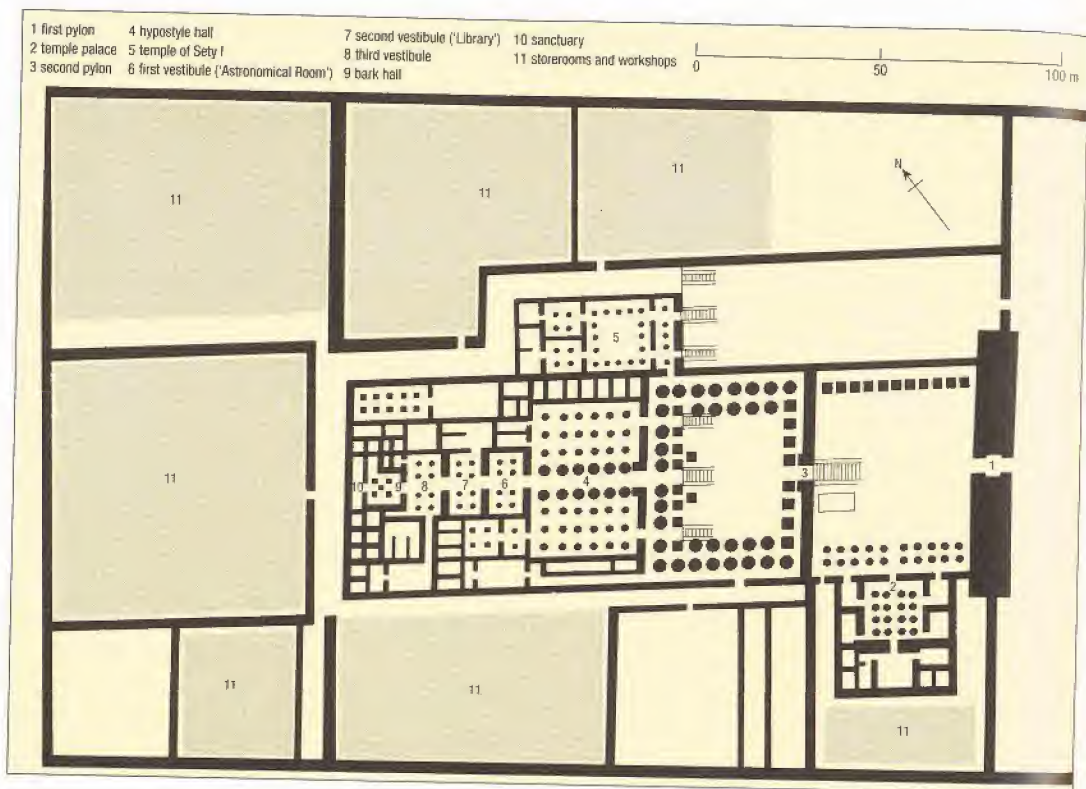 1 first pylon 4 hypostyle hall 7 second vestibule ('Library') 10 sanctuary
2 temple palace 5 temple of Sety I 8 third vestibule 11 storerooms and workshops
3 second pylon 6 first vestibule ('Astronomical Room') 9 bark hall
0 50 100 m
N
11 11 11
5
11
10 9 8 7 6 4 3 1
2
11 11
11